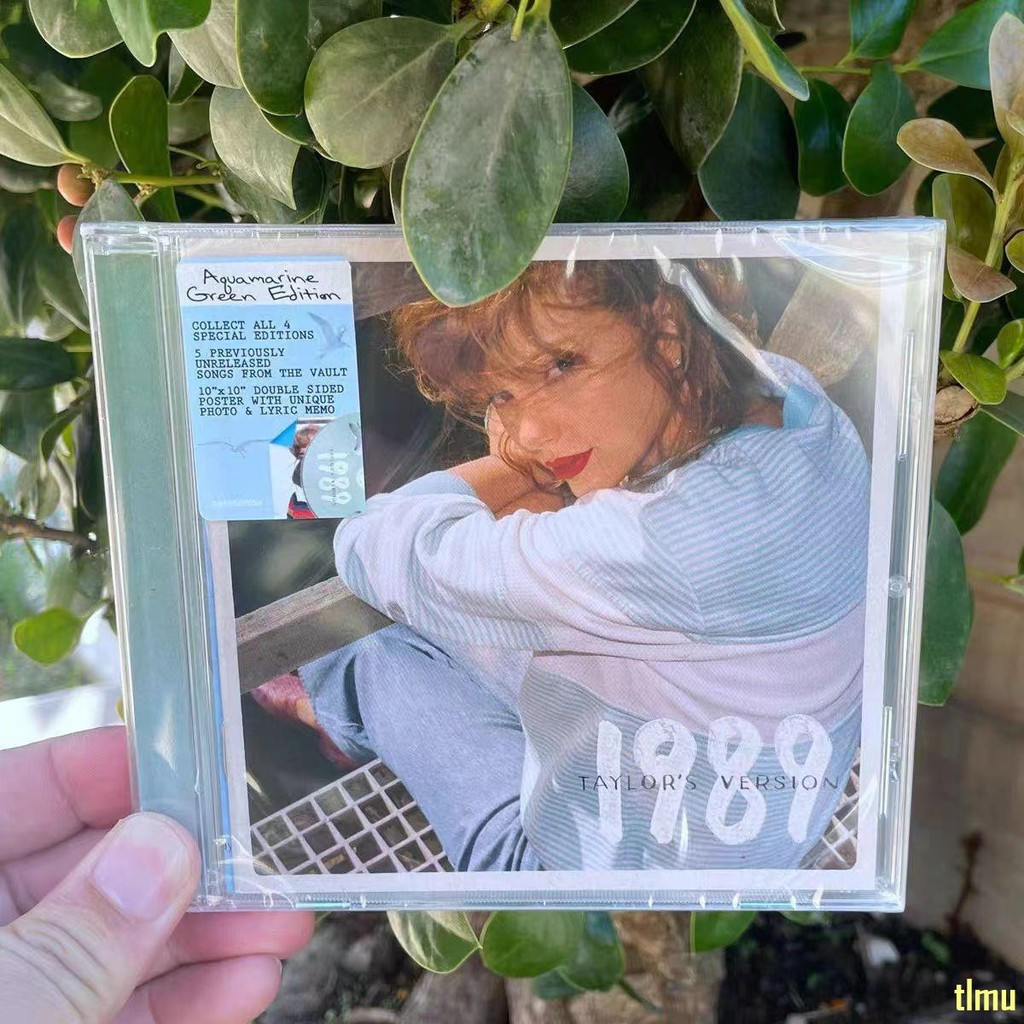 Aquamarine
Green Edition
COLLECT ALL 4
SPECIAL EDITIONS
5 PREVIOUSLY
UNRELEASED
SONGS FROM THE VAULT
10"x10" DOUBLE SIDED
POSTER WITH UNIQUE
PHOTO & LYRIC MEMO
1989
1989
TAYLOR'S VERSION
tlmu